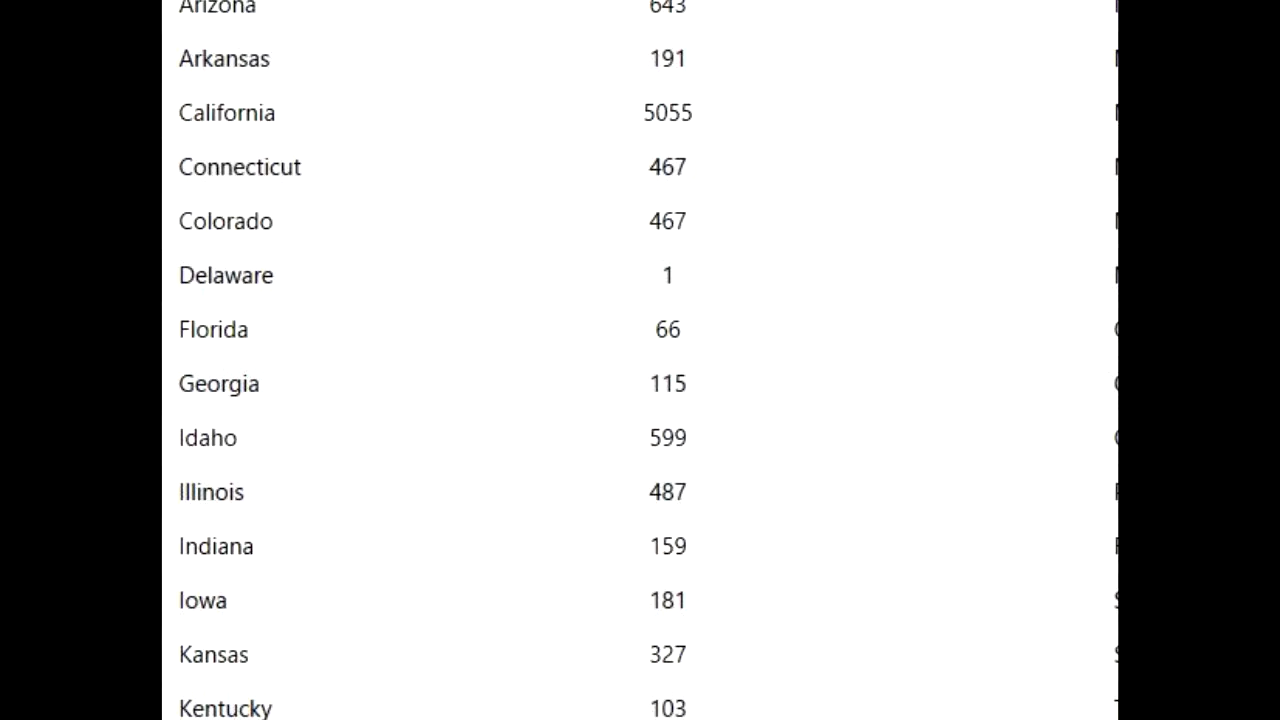 Arizona 643
Arkansas 191
California 5055
Connecticut 467
Colorado 467
Delaware 1
Florida 66
Georgia 115
Idaho 599
Illinois 487
Indiana 159
Iowa 181
Kansas 327
Kentucky 103